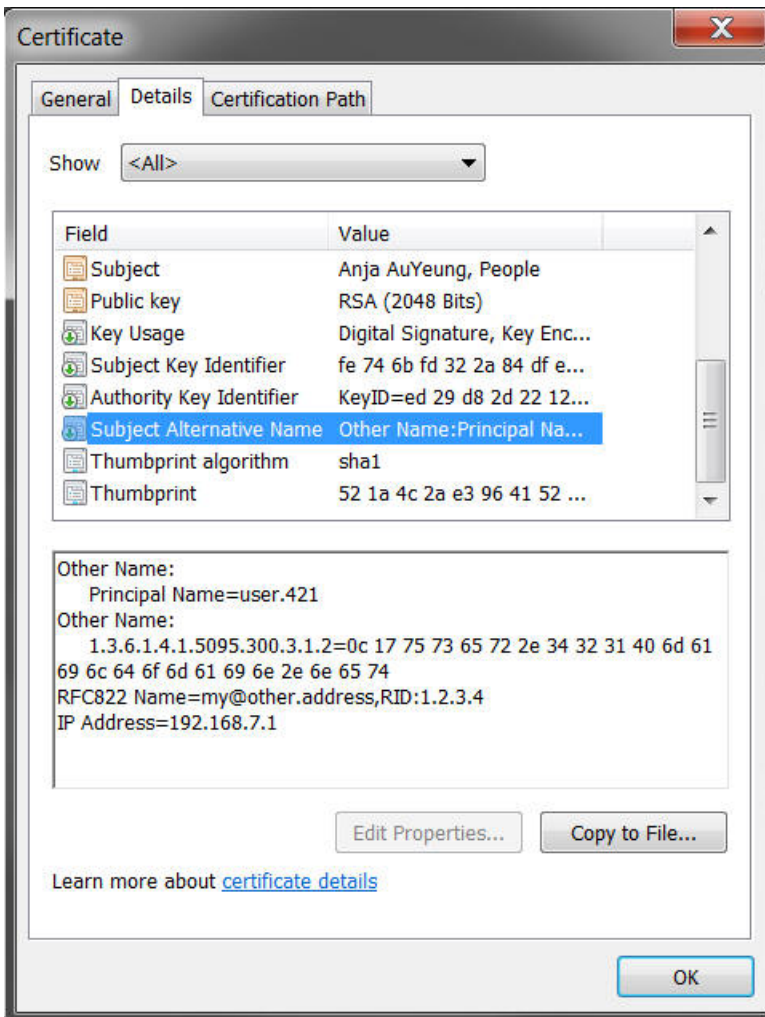 Certificate
General Details Certification Path
Show <All>
Field Value
Subject Anja AuYeung, People
Public key RSA (2048 Bits)
Key Usage Digital Signature, Key Enc...
Subject Key Identifier fe 74 6b fd 32 2a 84 df e...
Authority Key Identifier KeyID=ed 29 d8 2d 22 12...
Subject Alternative Name Other Name:Principal Na...
Thumbprint algorithm sha1
Thumbprint 52 1a 4c 2a e3 96 41 52 ...
Other Name:
Principal Name=user.421
Other Name:
1.3.6.1.4.1.5095.300.3.1.2=0c 17 75 73 65 72 2e 34 32 31 40 6d 61
69 6c 64 6f 6d 61 69 6e 2e 6e 65 74
RFC822 Name=my@other.address,RID:1.2.3.4
IP Address=192.168.7.1
Edit Properties... Copy to File...
Learn more about certificate details
OK